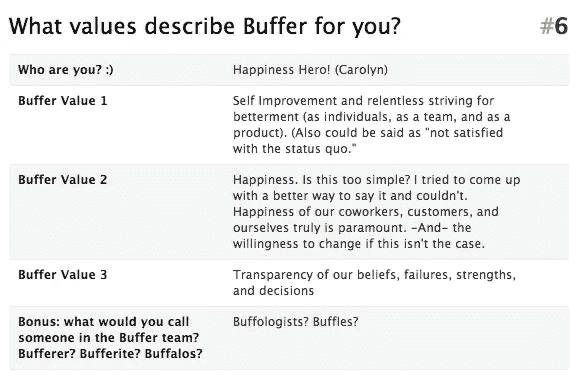 What values describe Buffer for you? #6
Who are you? :) Happiness Hero! (Carolyn)
Buffer Value 1 Self Improvement and relentless striving for
betterment (as individuals, as a team, and as a
product). (Also could be said as "not satisfied
with the status quo."
Buffer Value 2 Happiness. Is this too simple? I tried to come up
with a better way to say it and couldn't.
Happiness of our coworkers, customers, and
ourselves truly is paramount. -And- the
willingness to change if this isn't the case.
Buffer Value 3 Transparency of our beliefs, failures, strengths,
and decisions
Bonus: what would you call Buffologists? Buffles?
someone in the Buffer team?
Bufferer? Bufferite? Buffalos?